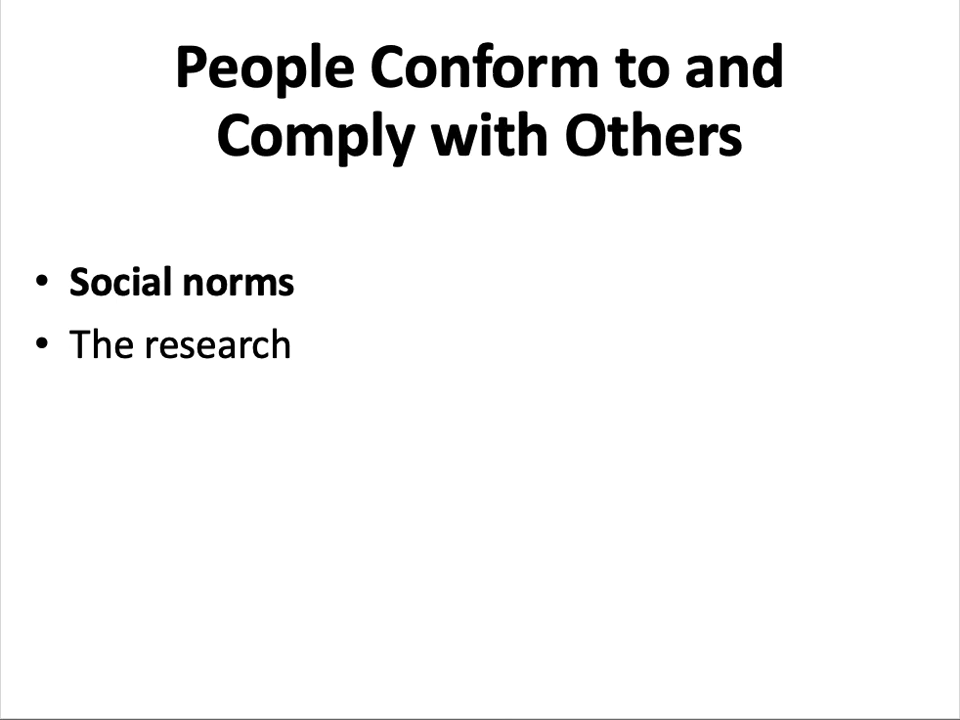 People Conform to and
Comply with Others
• Social norms
• The research